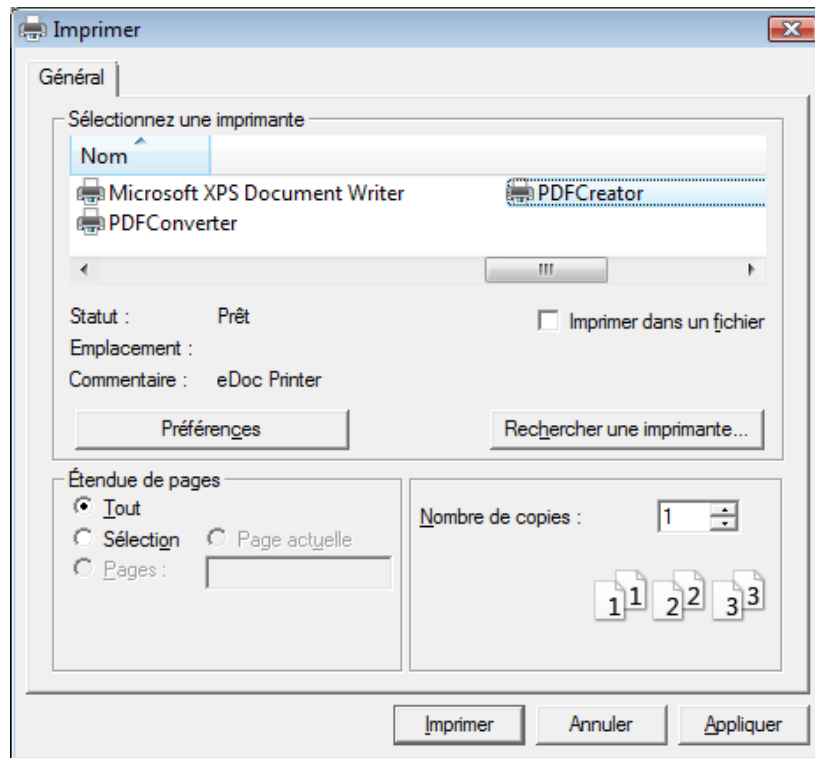 Imprimer
Général
Sélectionnez une imprimante
Nom
Microsoft XPS Document Writer PDFCreator
PDFConverter
Statut : Prêt
Imprimer dans un fichier
Emplacement :
Commentaire : eDoc Printer
Préférences Rechercher une imprimante...
Étendue de pages
Tout
Sélection Page actuelle
Pages :
Nombre de copies : 1
1 1 2 2 3 3
Imprimer Annuler Appliquer